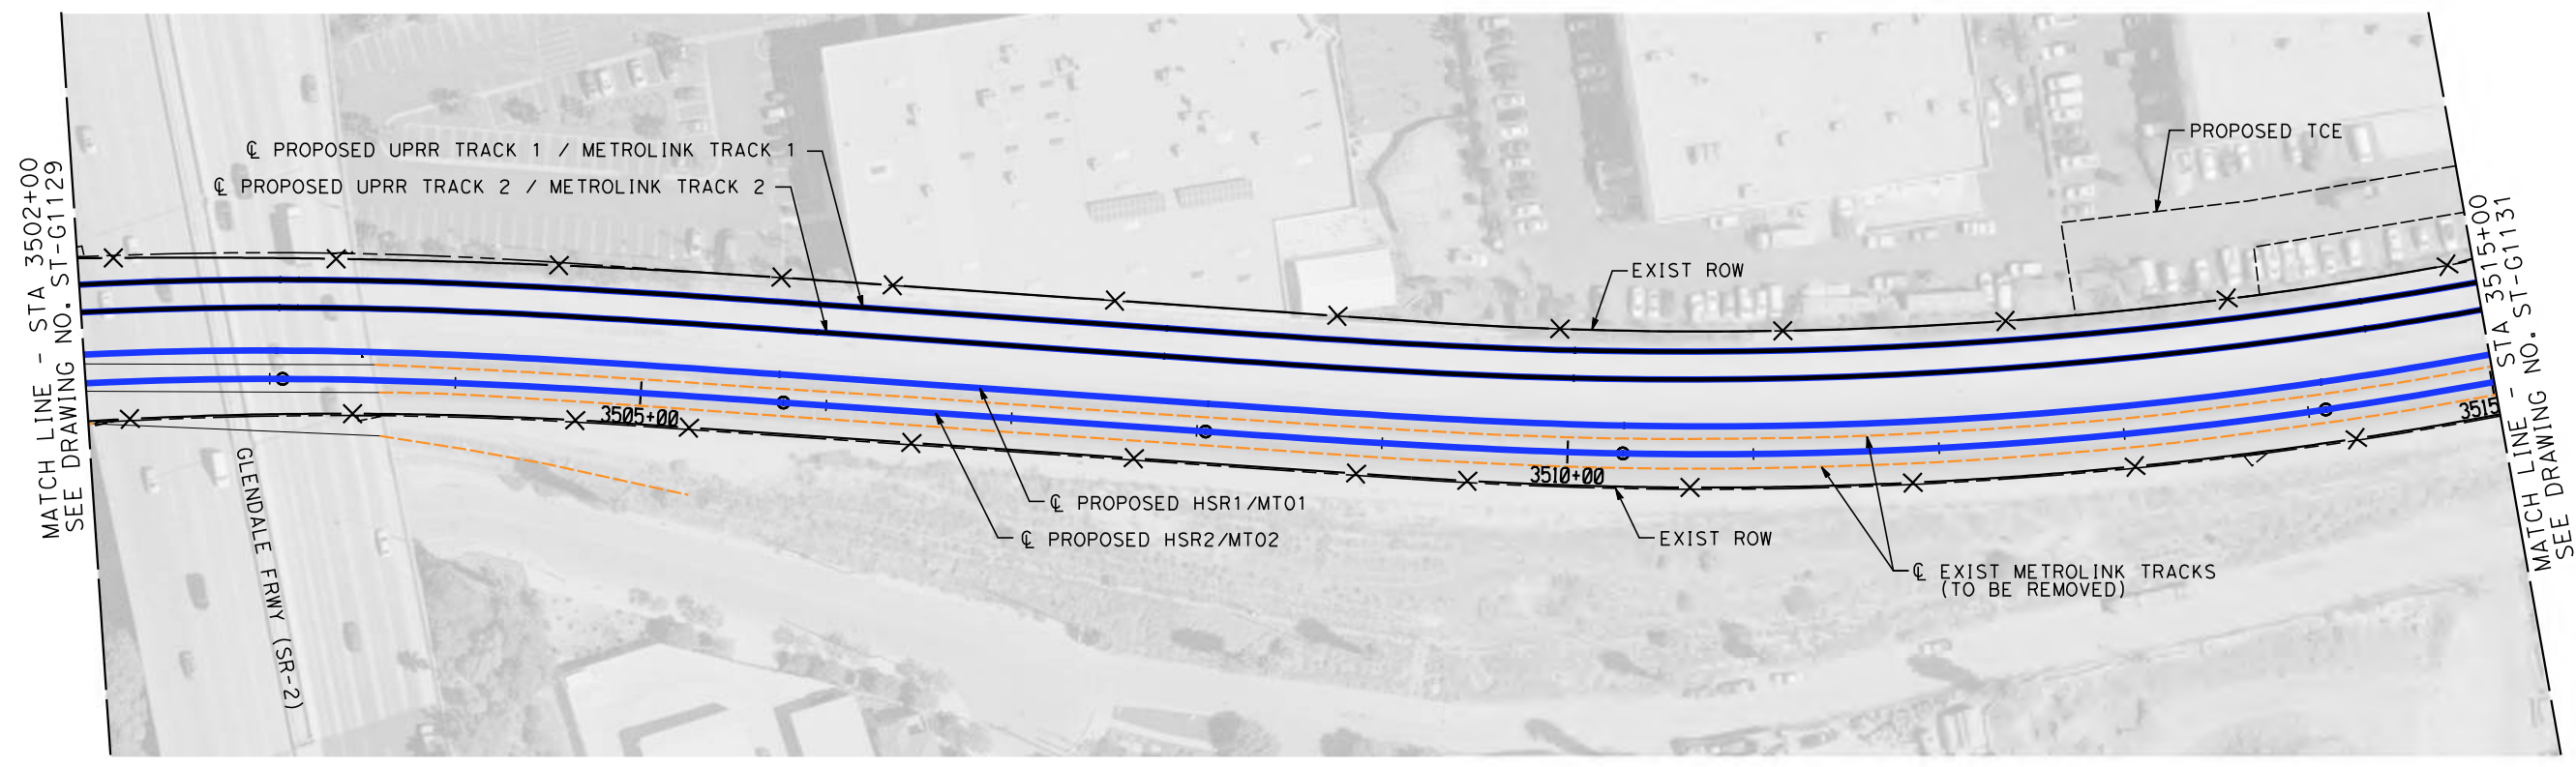 MATCH LINE - STA 3502+00
SEE DRAWING NO. ST-G1129
℄ PROPOSED UPRR TRACK 1 / METROLINK TRACK 1
℄ PROPOSED UPRR TRACK 2 / METROLINK TRACK 2
PROPOSED TCE
EXIST ROW
MATCH LINE - STA 3515+00
SEE DRAWING NO. ST-G1131
3505+00
3510+00
3515
GLENDALE FRWY (SR-2)
℄ PROPOSED HSR1/MT01
℄ PROPOSED HSR2/MT02
EXIST ROW
℄ EXIST METROLINK TRACKS
(TO BE REMOVED)